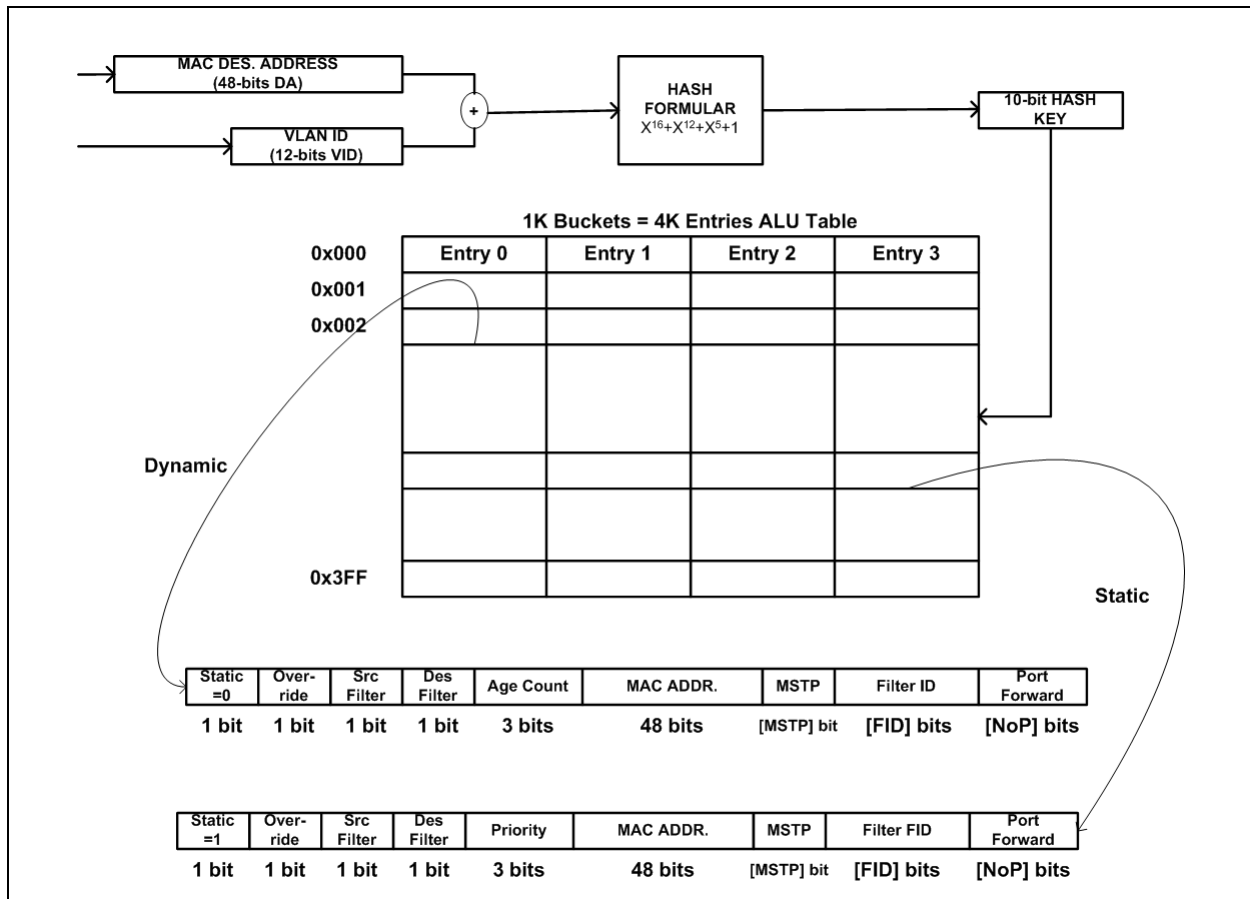 MAC DES. ADDRESS
(48-bits DA)
VLAN ID
(12-bits VID)
+
HASH
FORMULAR
X¹⁶+X¹²+X⁵+1
10-bit HASH
KEY
1K Buckets = 4K Entries ALU Table
0x000 Entry 0 Entry 1 Entry 2 Entry 3
0x001
0x002
0x3FF
Dynamic
Static
Static
=0
Over-
ride
Src
Filter
Des
Filter
Age Count
MAC ADDR.
MSTP
Filter ID
Port
Forward
1 bit 1 bit 1 bit 1 bit 3 bits 48 bits [MSTP] bit [FID] bits [NoP] bits
Static
=1
Over-
ride
Src
Filter
Des
Filter
Priority
MAC ADDR.
MSTP
Filter FID
Port
Forward
1 bit 1 bit 1 bit 1 bit 3 bits 48 bits [MSTP] bit [FID] bits [NoP] bits